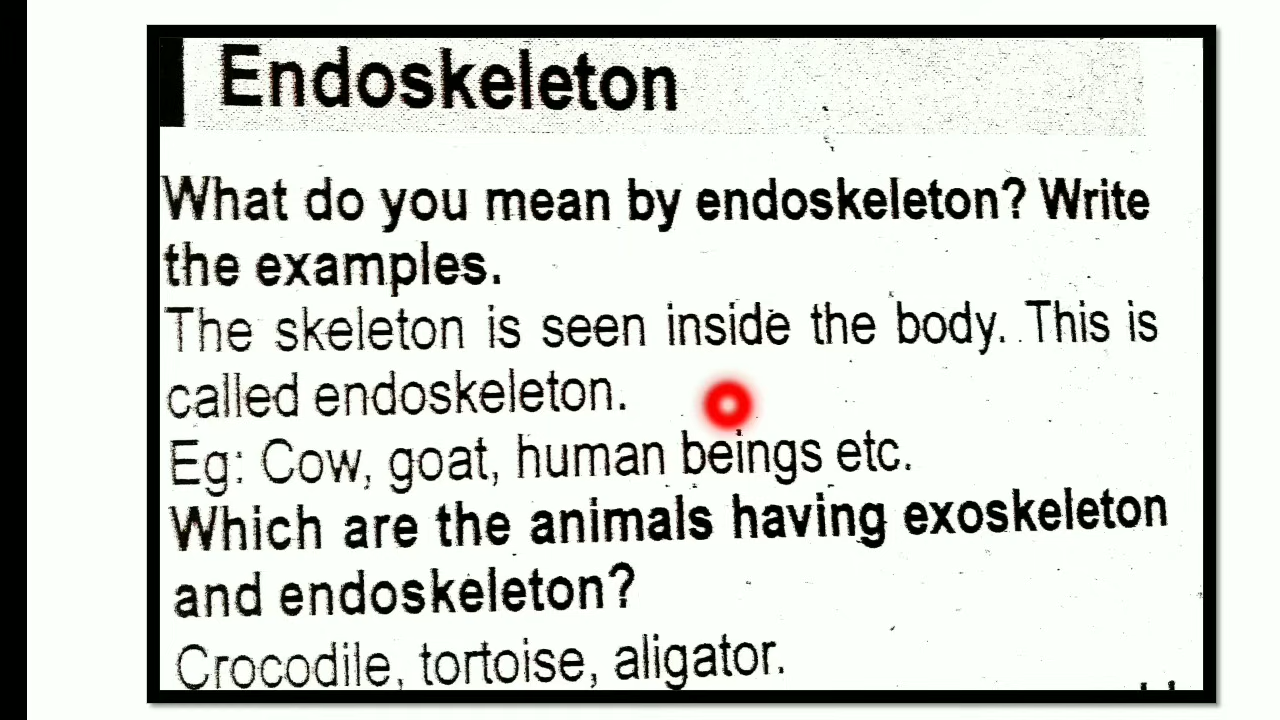 Endoskeleton
What do you mean by endoskeleton? Write
the examples.
The skeleton is seen inside the body. This is
called endoskeleton.
Eg: Cow, goat, human beings etc.
Which are the animals having exoskeleton
and endoskeleton?
Crocodile, tortoise, aligator.